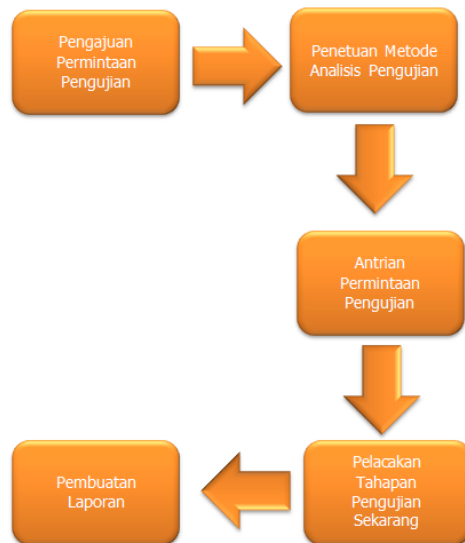 Pengajuan
Permintaan
Pengujian
Penetuan Metode
Analisis Pengujian
Antrian
Permintaan
Pengujian
Pelacakan
Tahapan
Pengujian
Sekarang
Pembuatan
Laporan